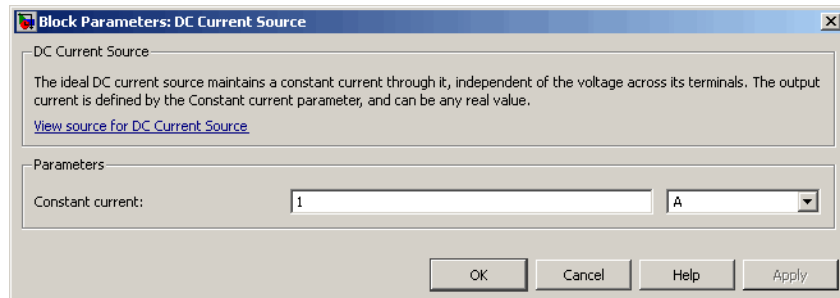 Block Parameters: DC Current Source
DC Current Source
The ideal DC current source maintains a constant current through it, independent of the voltage across its terminals. The output
current is defined by the Constant current parameter, and can be any real value.
View source for DC Current Source
Parameters
Constant current:
1
A
OK
Cancel
Help
Apply